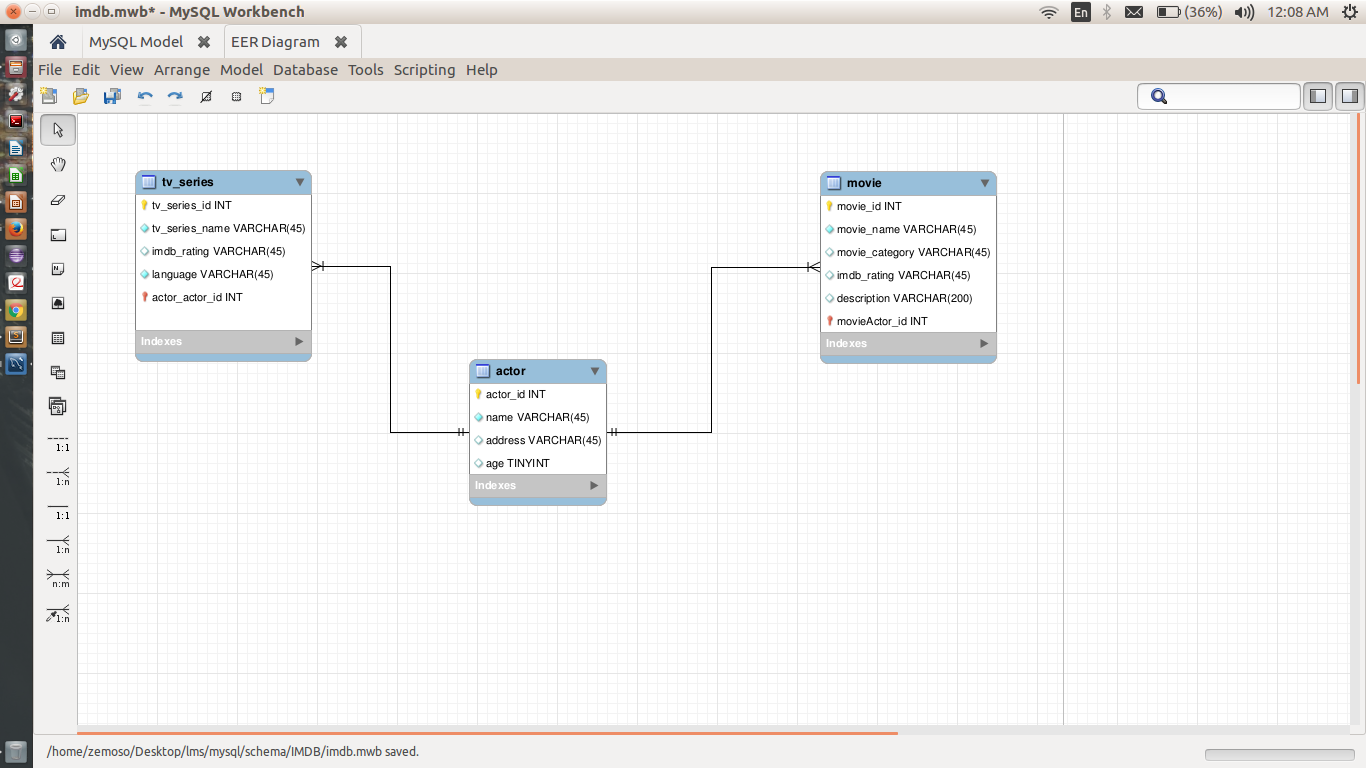 imdb.mwb* - MySQL Workbench
En
(36%)
12:08 AM
MySQL Model
EER Diagram
File Edit View Arrange Model Database Tools Scripting Help
tv_series
tv_series_id INT
tv_series_name VARCHAR(45)
imdb_rating VARCHAR(45)
language VARCHAR(45)
actor_actor_id INT
Indexes
movie
movie_id INT
movie_name VARCHAR(45)
movie_category VARCHAR(45)
imdb_rating VARCHAR(45)
description VARCHAR(200)
movieActor_id INT
Indexes
actor
actor_id INT
name VARCHAR(45)
address VARCHAR(45)
age TINYINT
Indexes
1:1
1:n
1:1
1:n
n:m
1:n
/home/zemoso/Desktop/lms/mysql/schema/IMDB/imdb.mwb saved.